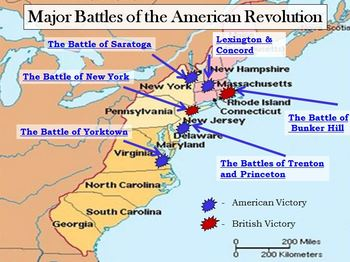 Major Battles of the American Revolution
The Battle of Saratoga
Lexington &
Concord
The Battle of New York
New Hampshire
New York
Massachusetts
Rhode Island
Connecticut
The Battle of
Bunker Hill
Pennsylvania
New Jersey
The Battle of Yorktown
Delaware
Maryland
Virginia
The Battles of Trenton
and Princeton
North Carolina
South Carolina
Georgia
- American Victory
- British Victory
0 200 Miles
0 200 Kilometers